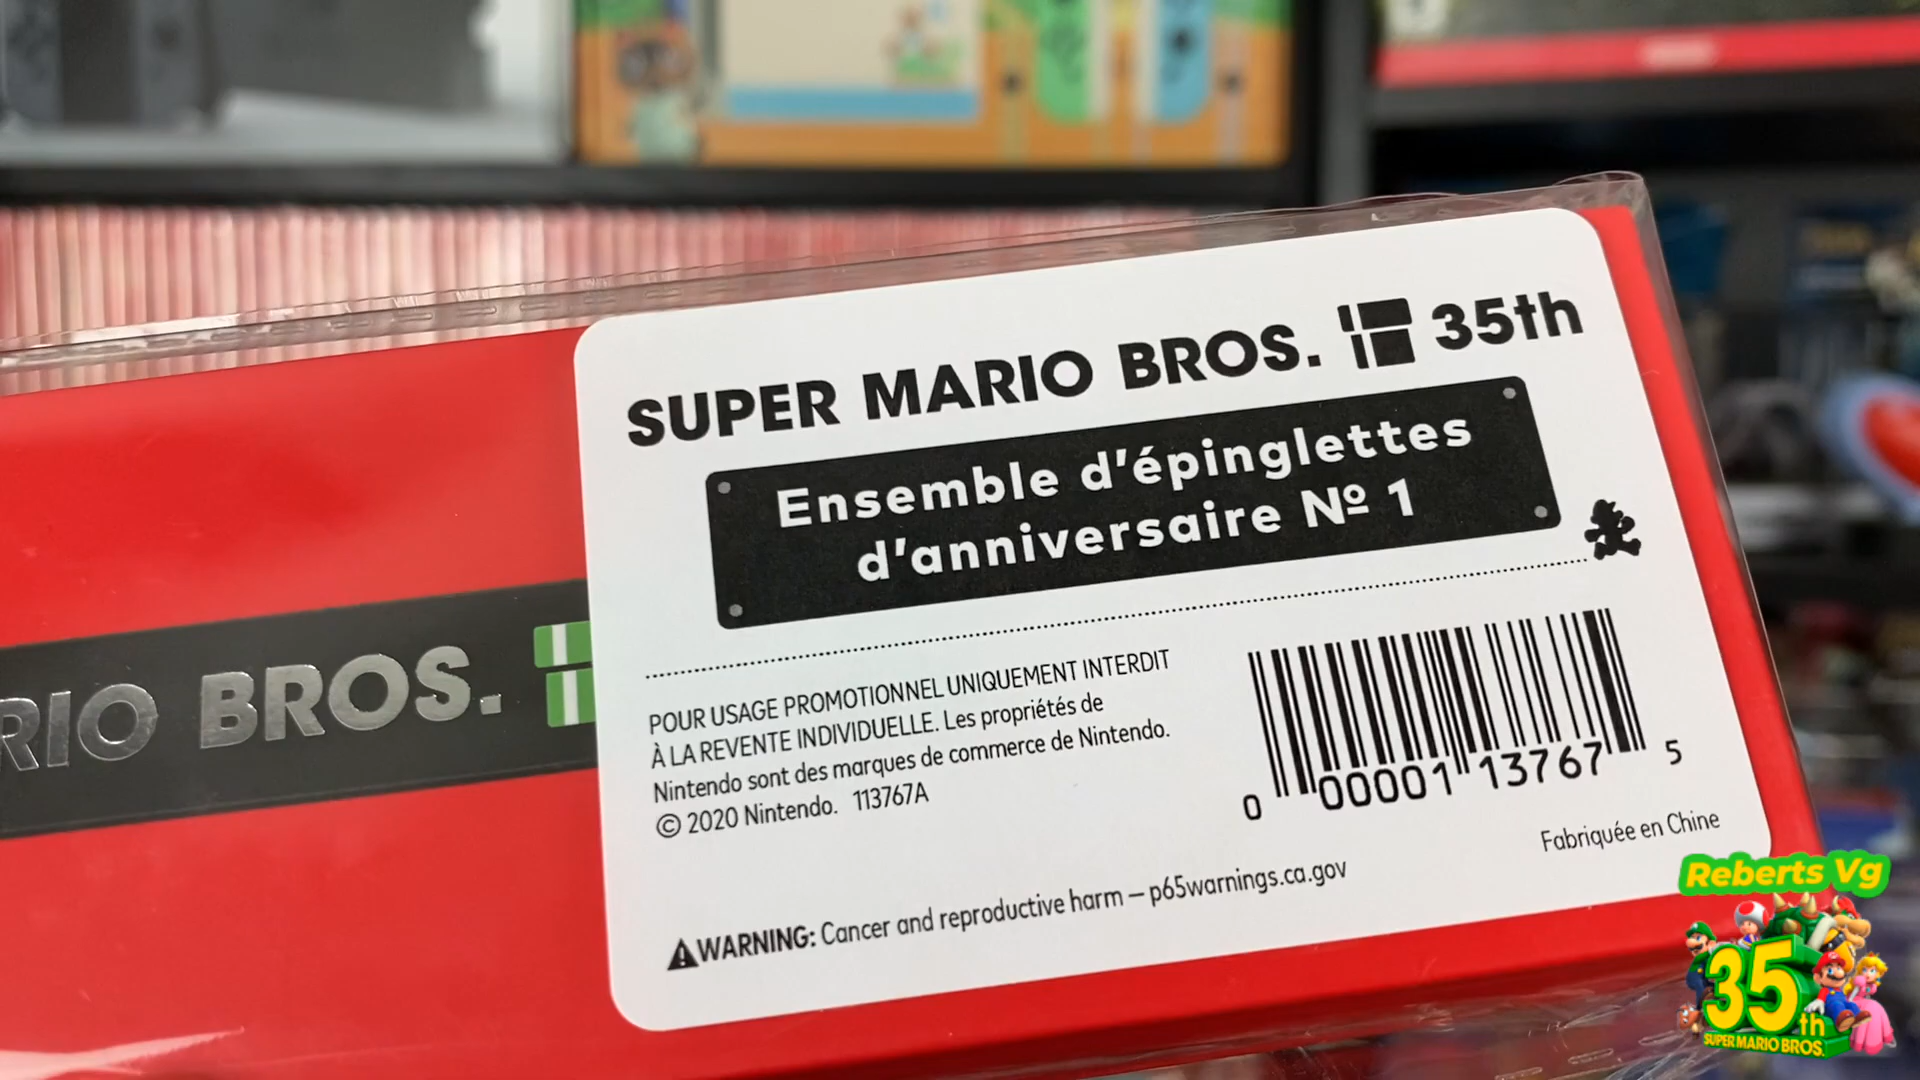 SUPER MARIO BROS. 35th
Ensemble d'épinglettes
d'anniversaire Nº 1
RIO BROS.
POUR USAGE PROMOTIONNEL UNIQUEMENT INTERDIT
À LA REVENTE INDIVIDUELLE. Les propriétés de
Nintendo sont des marques de commerce de Nintendo.
© 2020 Nintendo. 113767A
0 00001 13767 5
Fabriquée en Chine
WARNING: Cancer and reproductive harm – p65warnings.ca.gov
Reberts Vg
35th
SUPER MARIO BROS.